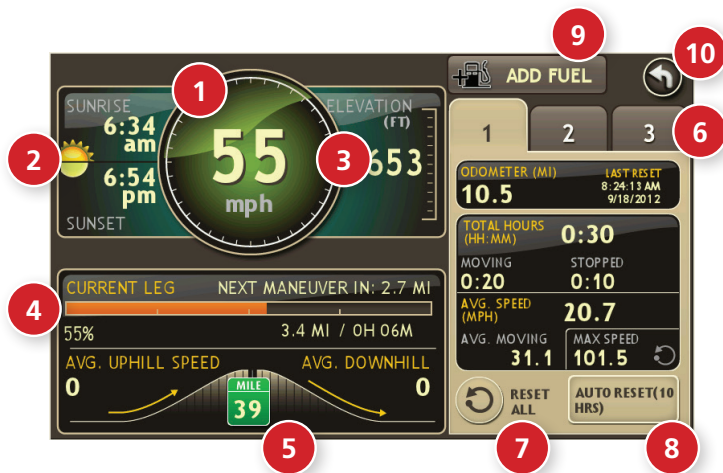 9
10
ADD FUEL
1
SUNRISE
6:34
am
2
6:54
pm
SUNSET
55
mph
3
ELEVATION
(FT)
653
1
2
3
6
ODOMETER (MI)
10.5
LAST RESET
8:24:13 AM
9/18/2012
TOTAL HOURS
(HH:MM)
0:30
MOVING
STOPPED
0:20
0:10
AVG. SPEED
(MPH)
20.7
AVG. MOVING
31.1
MAX SPEED
101.5
4
CURRENT LEG
NEXT MANEUVER IN: 2.7 MI
55%
3.4 MI / 0H 06M
AVG. UPHILL SPEED
0
AVG. DOWNHILL
0
MILE
39
5
RESET
ALL
7
AUTO RESET(10
HRS)
8